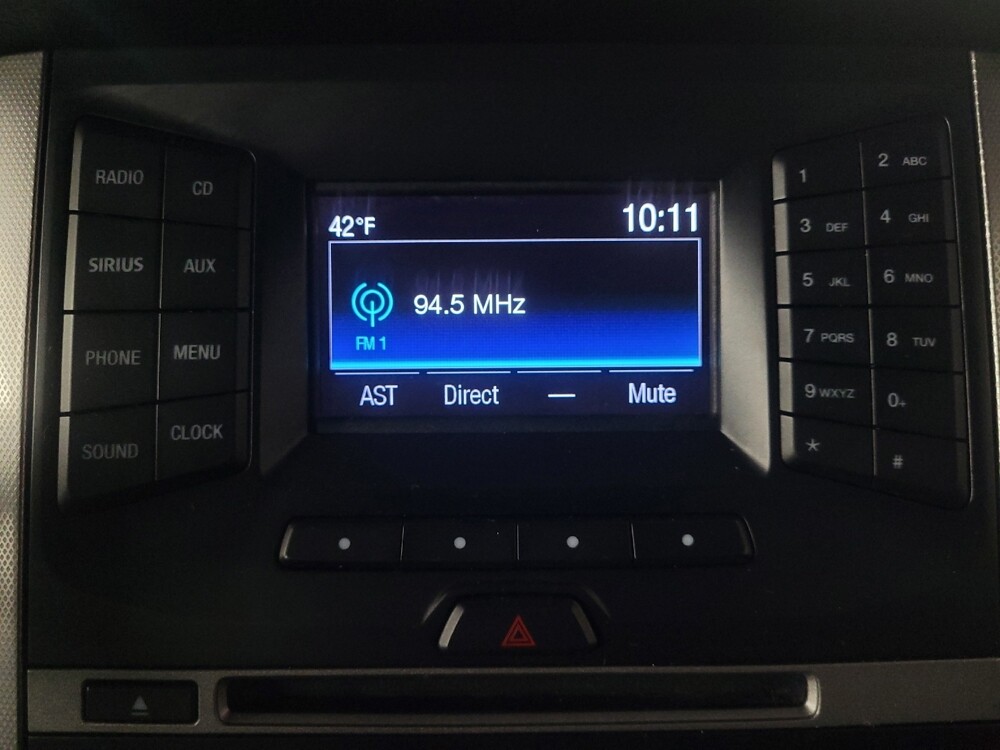 RADIO
CD
SIRIUS
AUX
PHONE
MENU
SOUND
CLOCK
42°F
10:11
94.5 MHz
FM 1
AST Direct — Mute
1
2 ABC
3 DEF
4 GHI
5 JKL
6 MNO
7 PQRS
8 TUV
9 WXYZ
0+
*
#